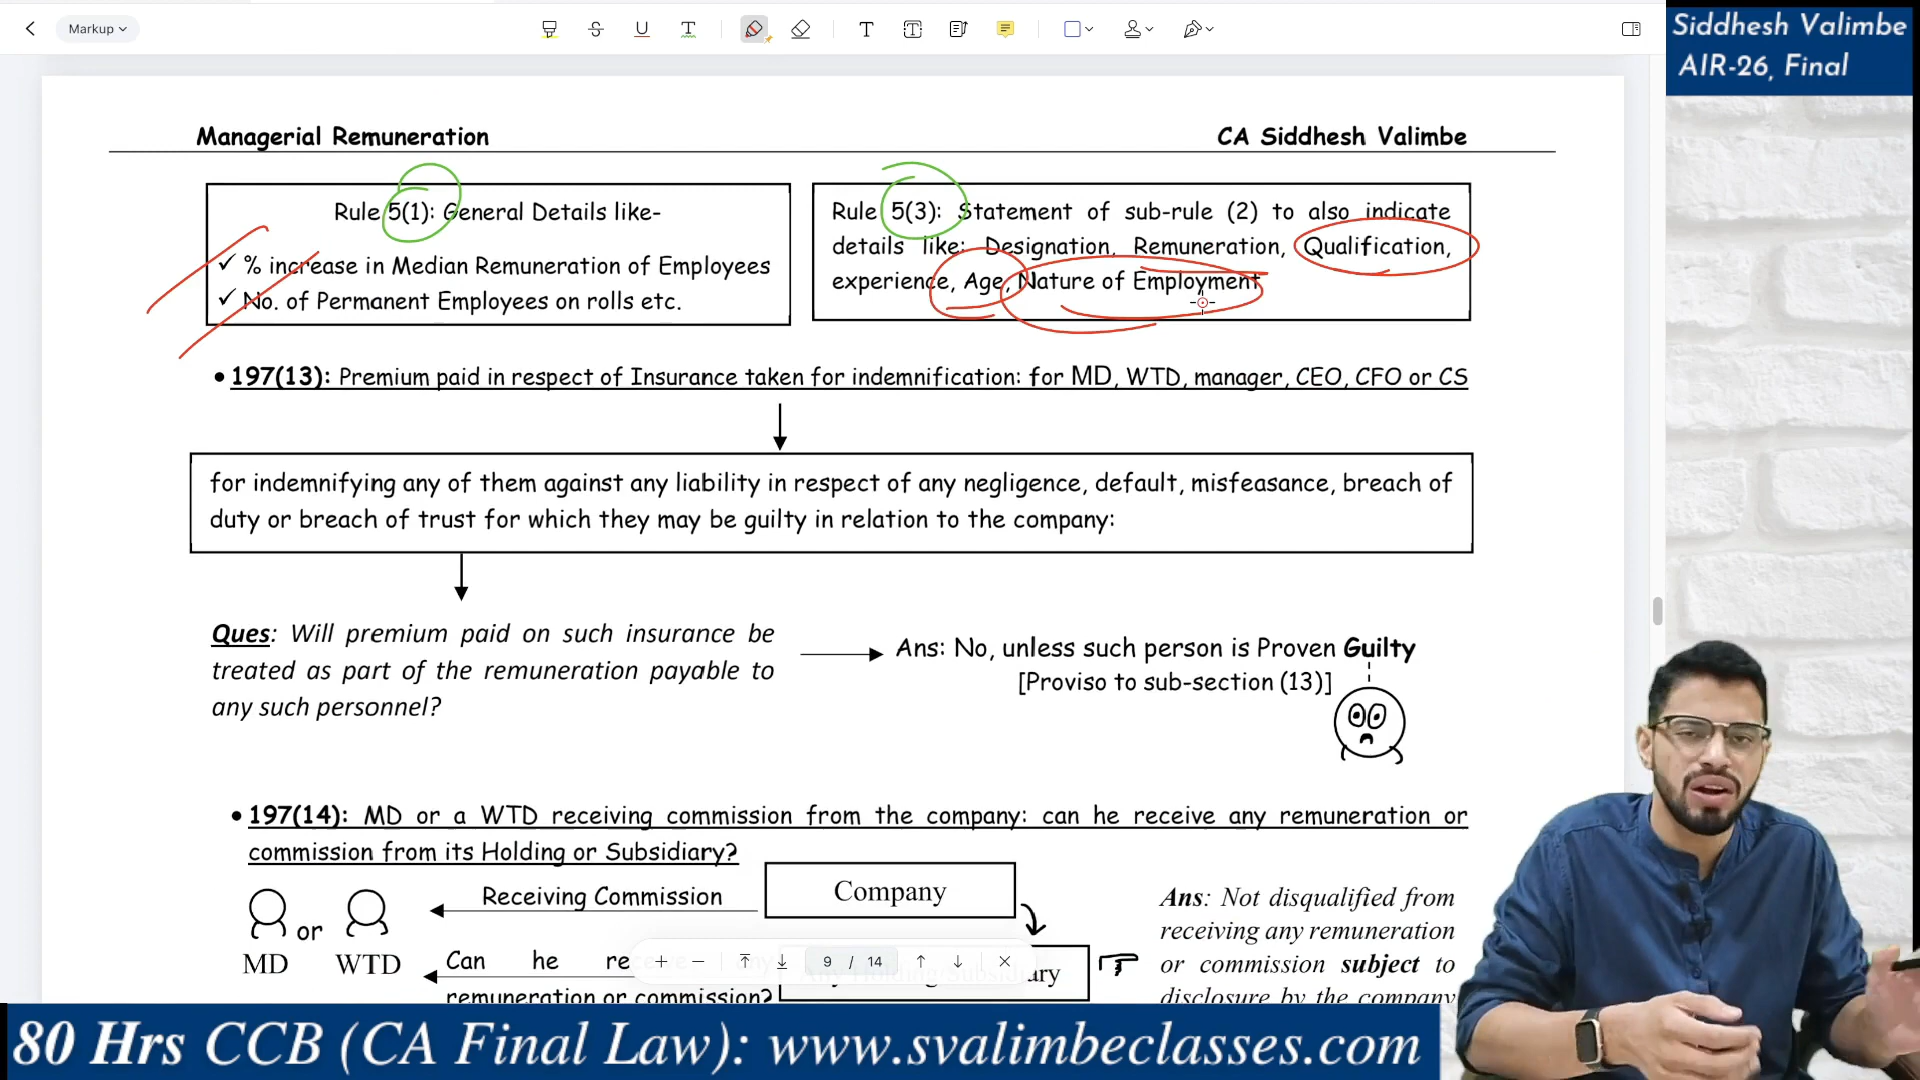 Markup
Siddhesh Valimbe
AIR-26, Final
Managerial Remuneration
CA Siddhesh Valimbe
Rule 5(1): General Details like-
✓ % increase in Median Remuneration of Employees
✓ No. of Permanent Employees on rolls etc.
Rule 5(3): Statement of sub-rule (2) to also indicate
details like: Designation, Remuneration, Qualification,
experience, Age, Nature of Employment
• 197(13): Premium paid in respect of Insurance taken for indemnification: for MD, WTD, manager, CEO, CFO or CS
for indemnifying any of them against any liability in respect of any negligence, default, misfeasance, breach of
duty or breach of trust for which they may be guilty in relation to the company:
Ques: Will premium paid on such insurance be
treated as part of the remuneration payable to
any such personnel?
Ans: No, unless such person is Proven Guilty
[Proviso to sub-section (13)]
• 197(14): MD or a WTD receiving commission from the company: can he receive any remuneration or
commission from its Holding or Subsidiary?
Receiving Commission
Company
or
MD
WTD
Can he
remuneration or commission?
Ans: Not disqualified from
receiving any remuneration
or commission subject to
disclosure by the company
9 / 14
80 Hrs CCB (CA Final Law): www.svalimbeclasses.com